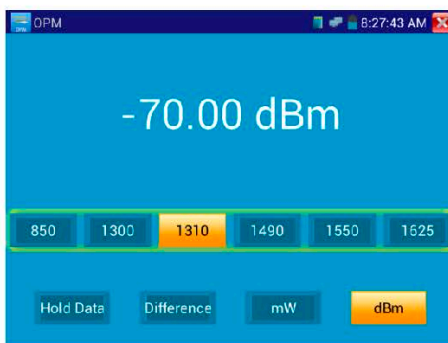 OPM 8:27:43 AM
-70.00 dBm
850 1300 1310 1490 1550 1625
Hold Data Difference mW dBm